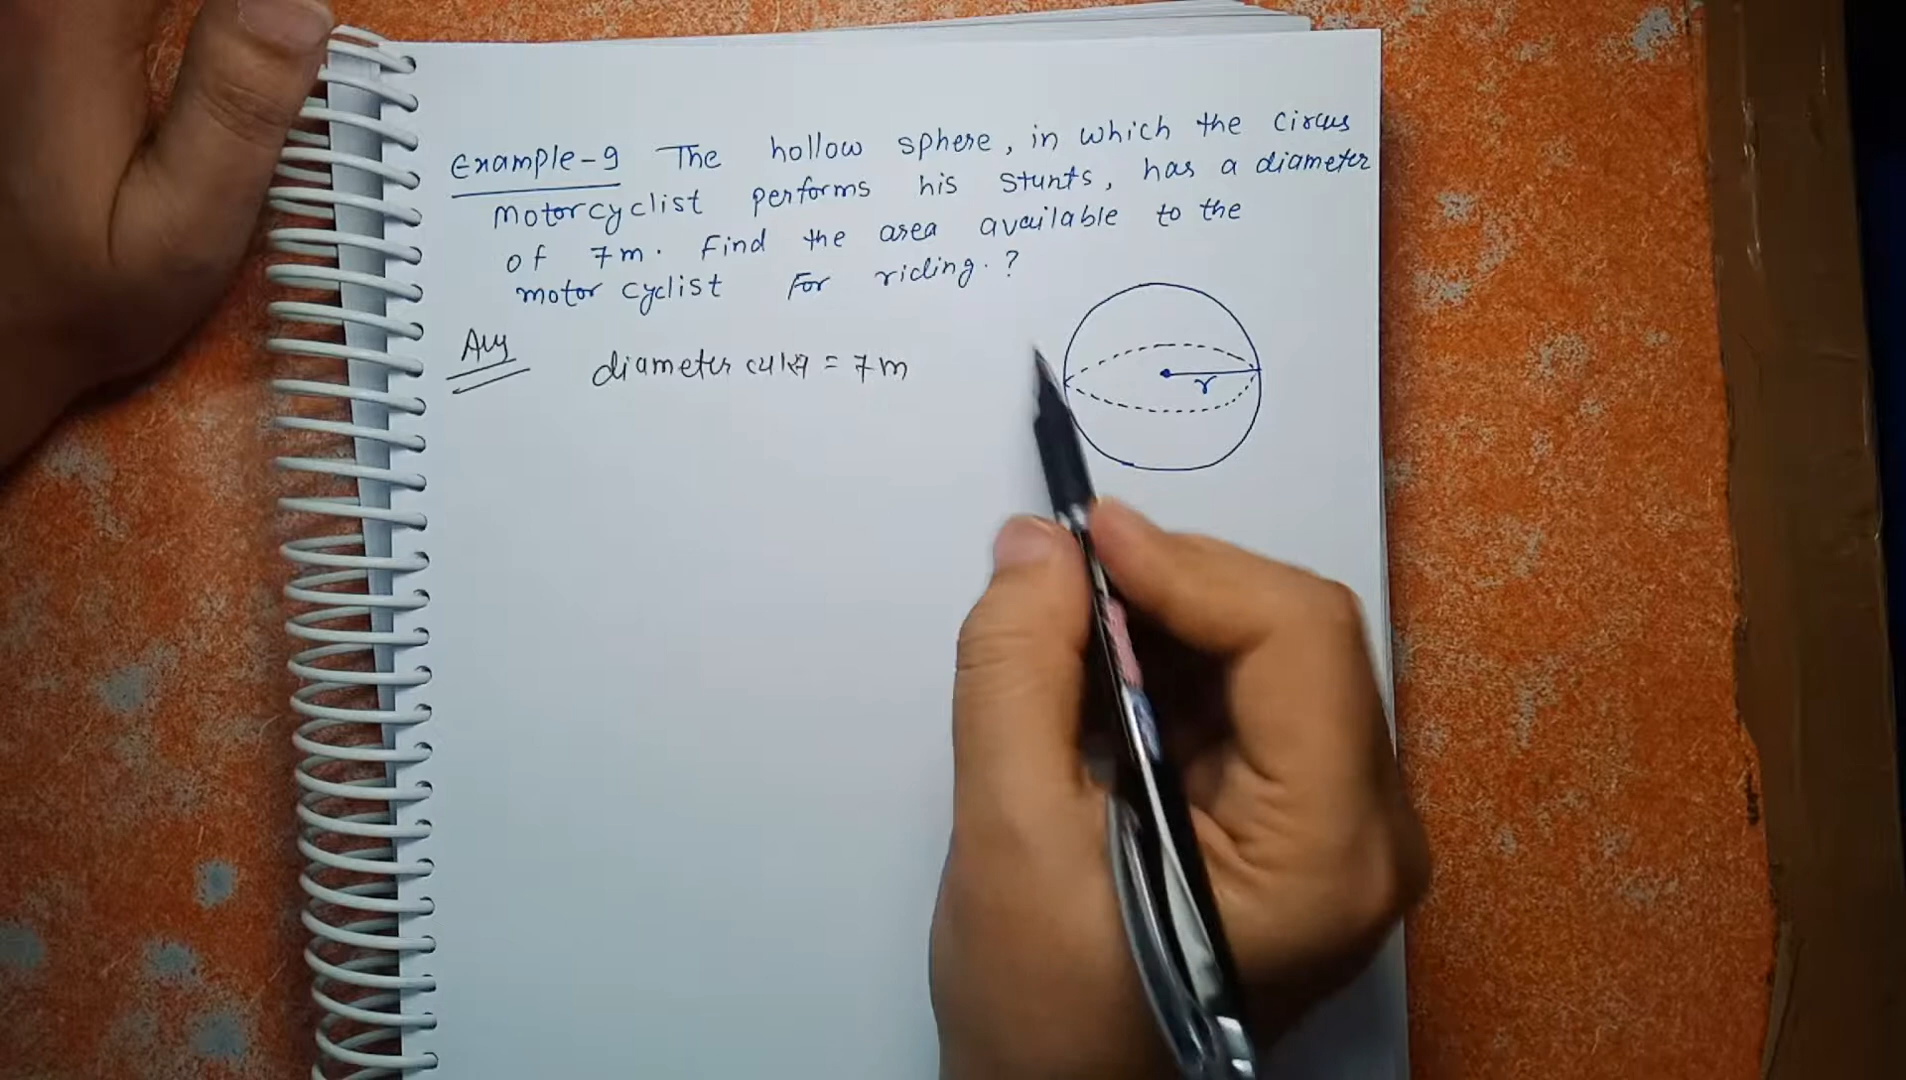 Example-9 The hollow sphere, in which the circus
motorcyclist performs his stunts, has a diameter
of 7m. Find the area available to the
motor cyclist For riding.?
Ans
diameter व्यास = 7m
r